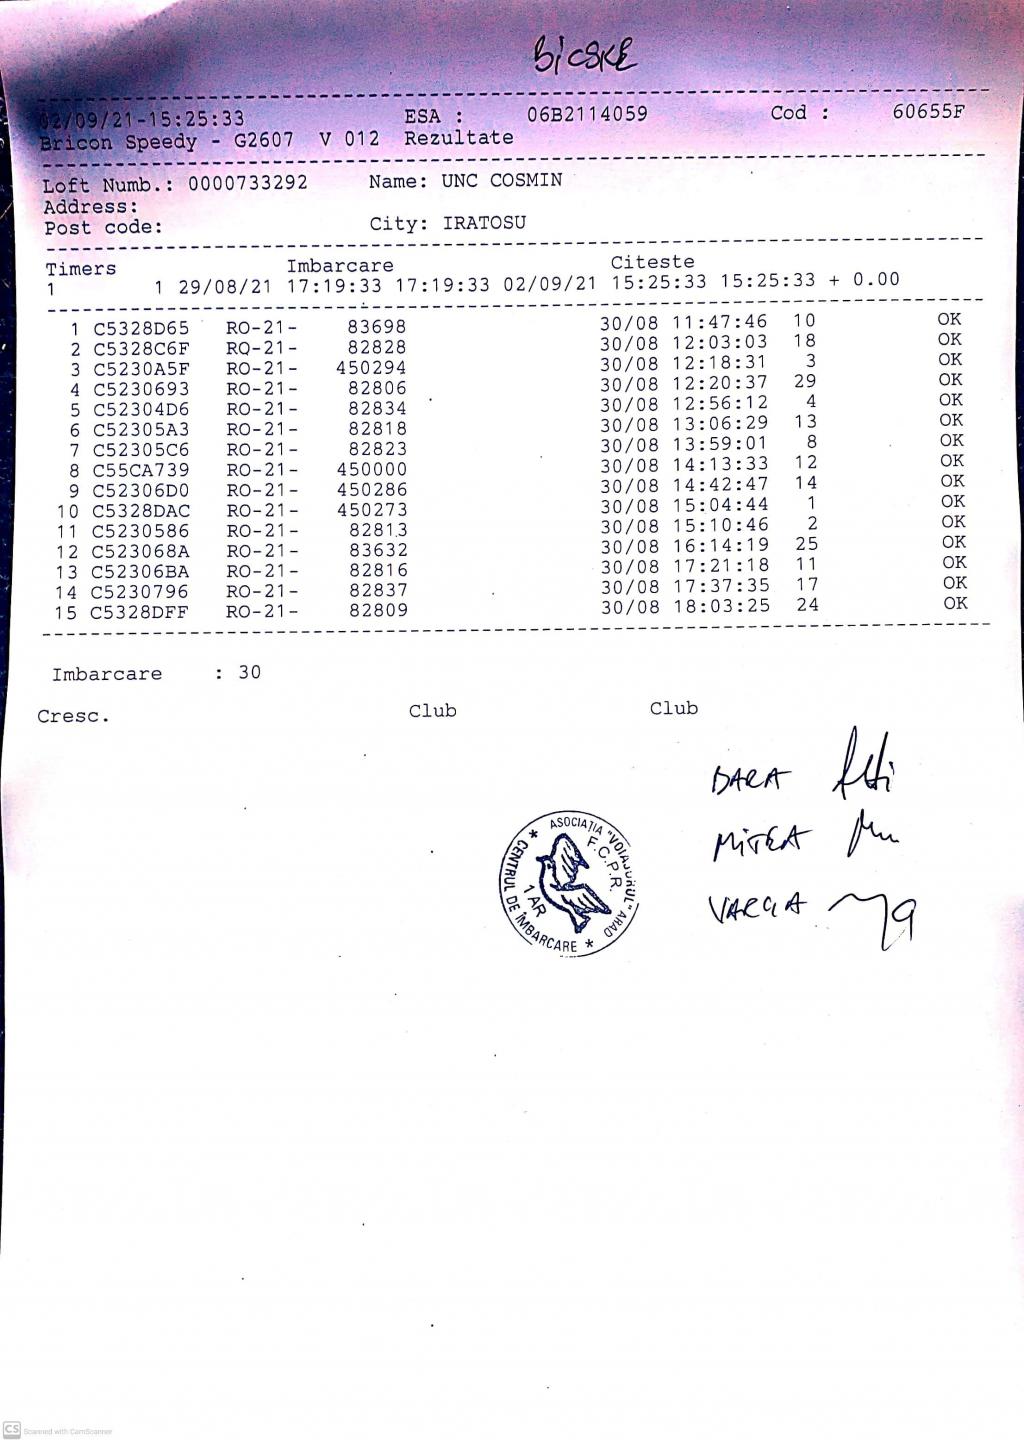 BICSKE
02/09/21-15:25:33 ESA : 06B2114059 Cod : 60655F
Bricon Speedy - G2607 V 012 Rezultate
Loft Numb.: 0000733292 Name: UNC COSMIN
Address:
Post code: City: IRATOSU
Timers Imbarcare Citeste
1 1 29/08/21 17:19:33 17:19:33 02/09/21 15:25:33 15:25:33 + 0.00
1 C5328D65 RO-21- 83698 30/08 11:47:46 10 OK
2 C5328C6F RO-21- 82828 30/08 12:03:03 18 OK
3 C5230A5F RO-21- 450294 30/08 12:18:31 3 OK
4 C5230693 RO-21- 82806 30/08 12:20:37 29 OK
5 C52304D6 RO-21- 82834 30/08 12:56:12 4 OK
6 C52305A3 RO-21- 82818 30/08 13:06:29 13 OK
7 C52305C6 RO-21- 82823 30/08 13:59:01 8 OK
8 C55CA739 RO-21- 450000 30/08 14:13:33 12 OK
9 C52306D0 RO-21- 450286 30/08 14:42:47 14 OK
10 C5328DAC RO-21- 450273 30/08 15:04:44 1 OK
11 C5230586 RO-21- 82813 30/08 15:10:46 2 OK
12 C523068A RO-21- 83632 30/08 16:14:19 25 OK
13 C52306BA RO-21- 82816 30/08 17:21:18 11 OK
14 C5230796 RO-21- 82837 30/08 17:37:35 17 OK
15 C5328DFF RO-21- 82809 30/08 18:03:25 24 OK
Imbarcare : 30
Cresc. Club Club
DARA
MITREA
VARGA
ASOCIAȚIA "VOIAJORUL" ARAD
F.C.P.R.
1 AR
* CENTRUL DE ÎMBARCARE *
CS Scanned with CamScanner